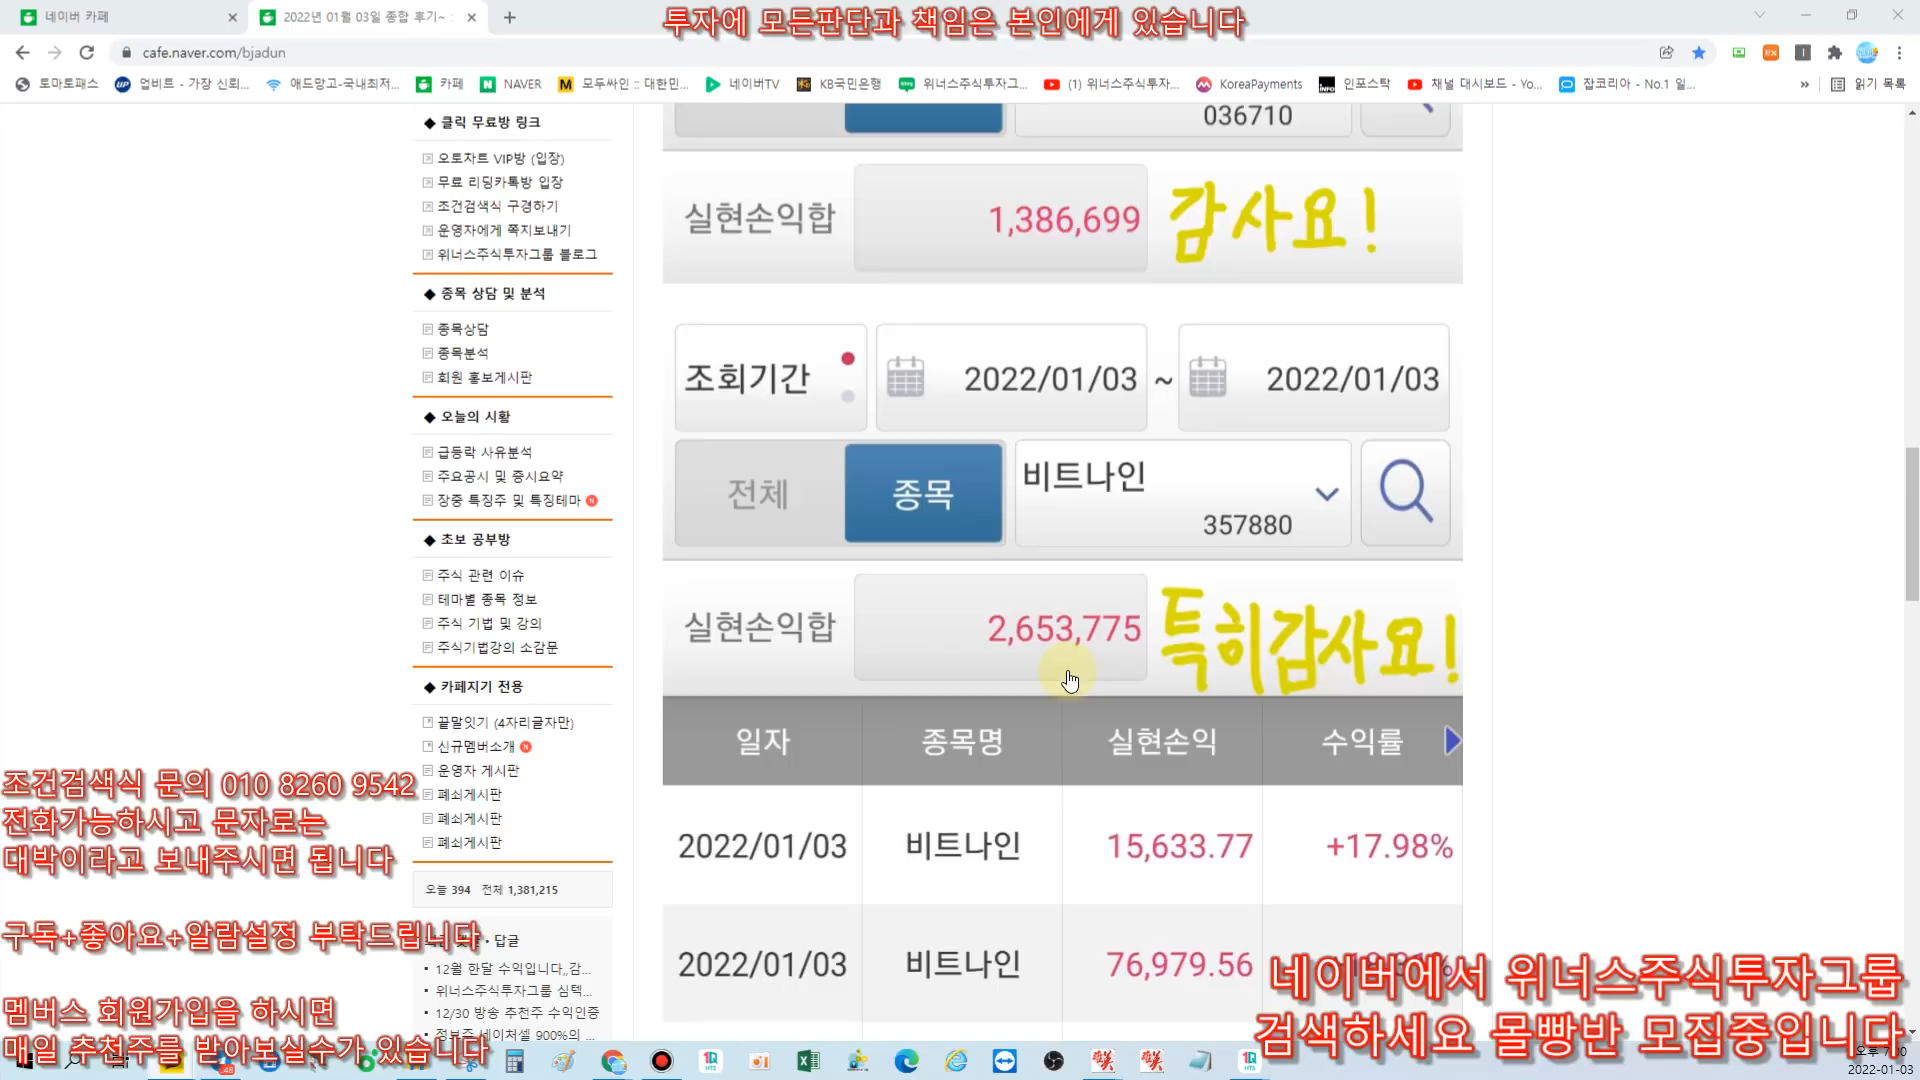 네이버 카페
2022년 01월 03일 종합 후기~
투자에 모든판단과 책임은 본인에게 있습니다
cafe.naver.com/bjadun
토마토패스
업비트 - 가장 신뢰...
애드망고-국내최저...
카페
NAVER
모두싸인 :: 대한민...
네이버TV
KB국민은행
위너스주식투자그...
(1) 위너스주식투자...
KoreaPayments
인포스탁
채널 대시보드 - Yo...
잡코리아 - No.1 일...
»
읽기 목록
◆ 클릭 무료방 링크
오토차트 VIP방 (입장)
무료 리딩카톡방 입장
조건검색식 구경하기
운영자에게 쪽지보내기
위너스주식투자그룹 블로그
◆ 종목 상담 및 분석
종목상담
종목분석
회원 홍보게시판
◆ 오늘의 시황
급등락 사유분석
주요공시 및 증시요약
장중 특징주 및 특징테마 N
◆ 초보 공부방
주식 관련 이슈
테마별 종목 정보
주식 기법 및 강의
주식기법강의 소감문
◆ 카페지기 전용
끝말잇기 (4자리글자만)
신규멤버소개 N
운영자 게시판
폐쇠게시판
폐쇠게시판
폐쇠게시판
오늘 394 전체 1,381,215
· 답글
12월 한달 수익입니다,,감...
위너스주식투자그룹 심텍...
12/30 방송 추천주 수익인증
정보주 네이처셀 900%의 ...
036710
실현손익합 1,386,699 감사요!
조회기간 2022/01/03 ~ 2022/01/03
전체 종목 비트나인
357880
실현손익합 2,653,775 특히감사요!
일자 종목명 실현손익 수익률
2022/01/03 비트나인 15,633.77 +17.98%
2022/01/03 비트나인 76,979.56
조건검색식 문의 010 8260 9542
전화가능하시고 문자로는
대박이라고 보내주시면 됩니다
구독+좋아요+알람설정 부탁드립니다
멤버스 회원가입을 하시면
매일 추천주를 받아보실수가 있습니다
네이버에서 위너스주식투자그룹
검색하세요 몰빵반 모집중입니다
오후 7:00
2022-01-03